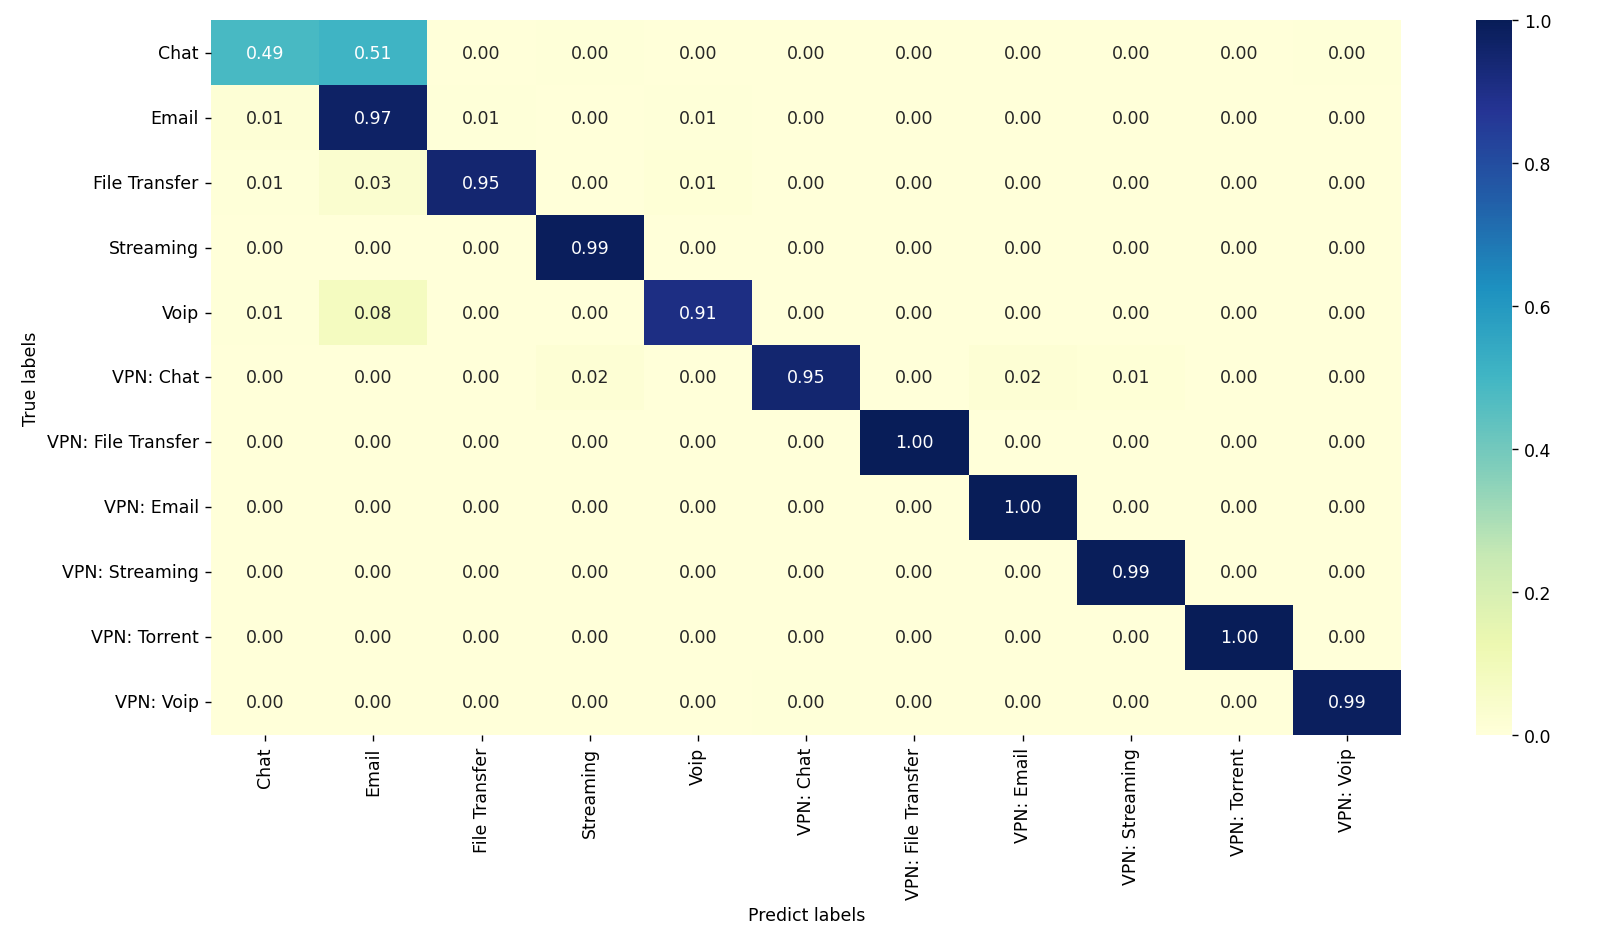 Chat 0.49 0.51 0.00 0.00 0.00 0.00 0.00 0.00 0.00 0.00 0.00
Email 0.01 0.97 0.01 0.00 0.01 0.00 0.00 0.00 0.00 0.00 0.00
File Transfer 0.01 0.03 0.95 0.00 0.01 0.00 0.00 0.00 0.00 0.00 0.00
Streaming 0.00 0.00 0.00 0.99 0.00 0.00 0.00 0.00 0.00 0.00 0.00
Voip 0.01 0.08 0.00 0.00 0.91 0.00 0.00 0.00 0.00 0.00 0.00
VPN: Chat 0.00 0.00 0.00 0.02 0.00 0.95 0.00 0.02 0.01 0.00 0.00
VPN: File Transfer 0.00 0.00 0.00 0.00 0.00 0.00 1.00 0.00 0.00 0.00 0.00
VPN: Email 0.00 0.00 0.00 0.00 0.00 0.00 0.00 1.00 0.00 0.00 0.00
VPN: Streaming 0.00 0.00 0.00 0.00 0.00 0.00 0.00 0.00 0.99 0.00 0.00
VPN: Torrent 0.00 0.00 0.00 0.00 0.00 0.00 0.00 0.00 0.00 1.00 0.00
VPN: Voip 0.00 0.00 0.00 0.00 0.00 0.00 0.00 0.00 0.00 0.00 0.99
True labels
Chat
Email
File Transfer
Streaming
Voip
VPN: Chat
VPN: File Transfer
VPN: Email
VPN: Streaming
VPN: Torrent
VPN: Voip
Predict labels
1.0
0.8
0.6
0.4
0.2
0.0